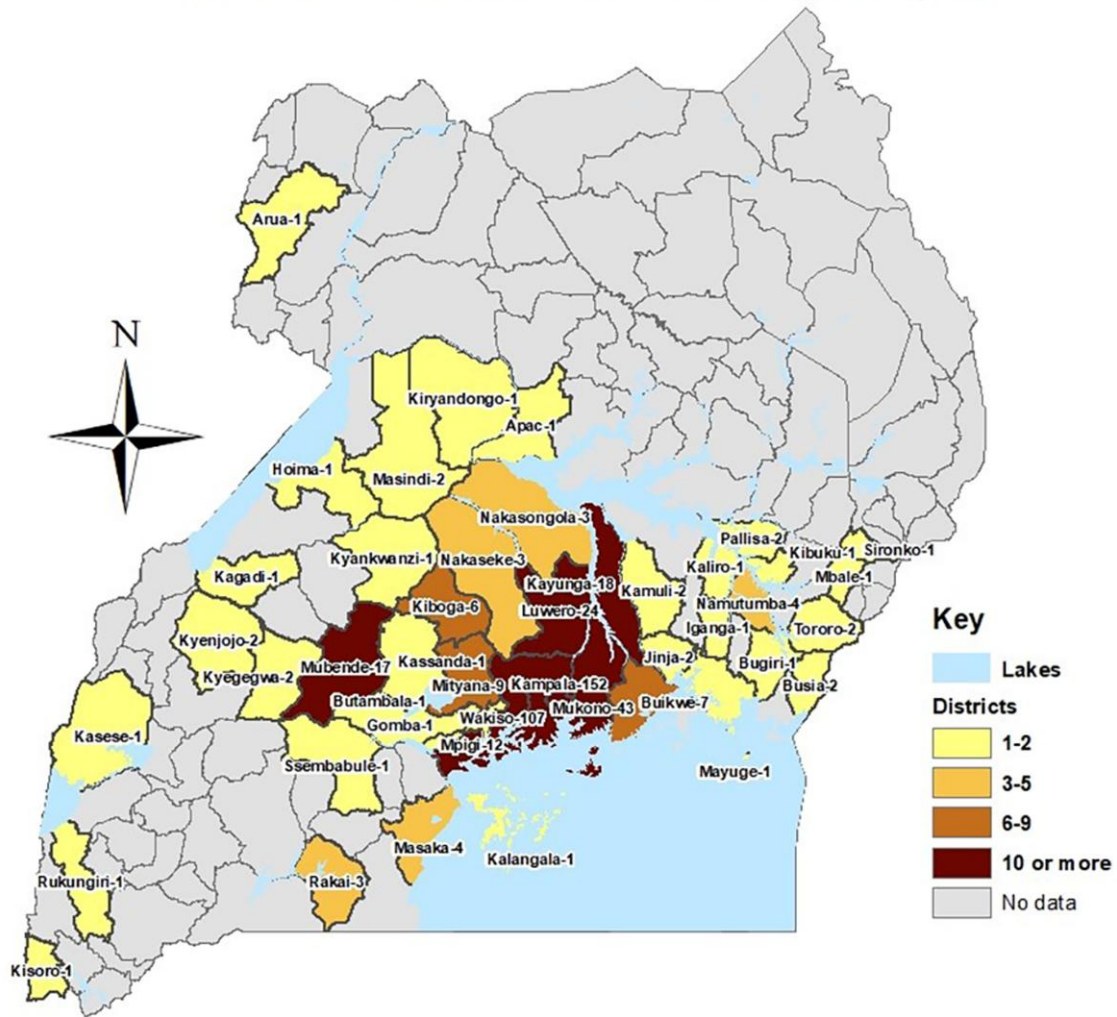 Arua-1
N
Kiryandongo-1
Apac-1
Hoima-1
Masindi-2
Nakasongola-3
Pallisa-2
Kibuku-1
Sironko-1
Kyankwanzi-1
Nakaseke-3
Kaliro-1
Mbale-1
Kagadi-1
Kayunga-18
Kamuli-2
Kiboga-6
Luwero-24
Namutumba-4
Iganga-1
Tororo-2
Kyenjojo-2
Mubende-17
Kassanda-1
Jinja-2
Bugiri-1
Kyegegwa-2
Mityana-9
Kampala-152
Busia-2
Butambala-1
Mukono-43
Buikwe-7
Gomba-1
Wakiso-107
Kasese-1
Mpigi-12
Ssembabule-1
Mayuge-1
Masaka-4
Kalangala-1
Rukungiri-1
Rakai-3
Kisoro-1
Key
Lakes
Districts
1-2
3-5
6-9
10 or more
No data